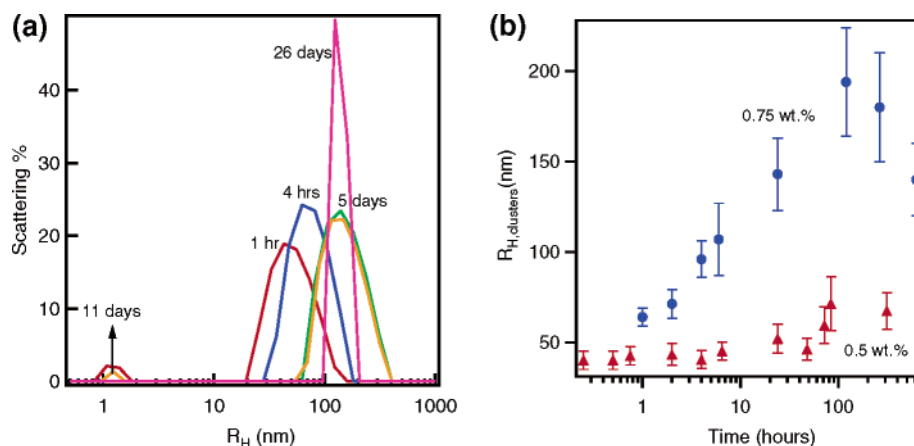 (a)
Scattering %
40
30
20
10
0
26 days
4 hrs
5 days
1 hr
11 days
1
10
100
1000
R_H (nm)
(b)
R_H,clusters(nm)
200
150
100
50
0.75 wt.%
0.5 wt.%
1
10
100
Time (hours)